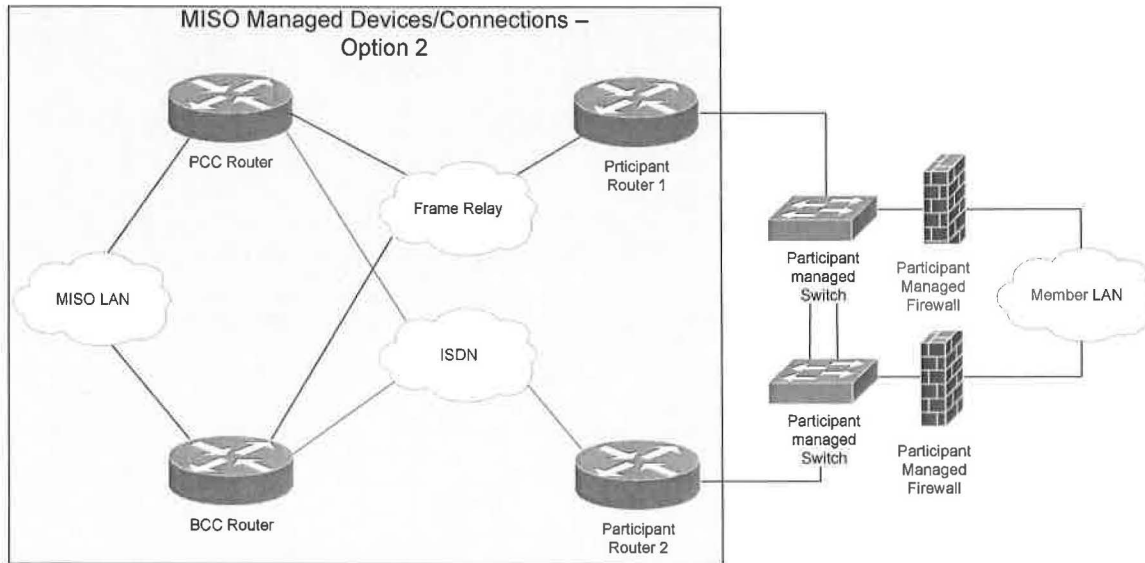 MISO Managed Devices/Connections –
Option 2
PCC Router
Prticipant
Router 1
Frame Relay
MISO LAN
ISDN
BCC Router
Participant
Router 2
Participant
managed
Switch
Participant
Managed
Firewall
Member LAN
Participant
managed
Switch
Participant
Managed
Firewall